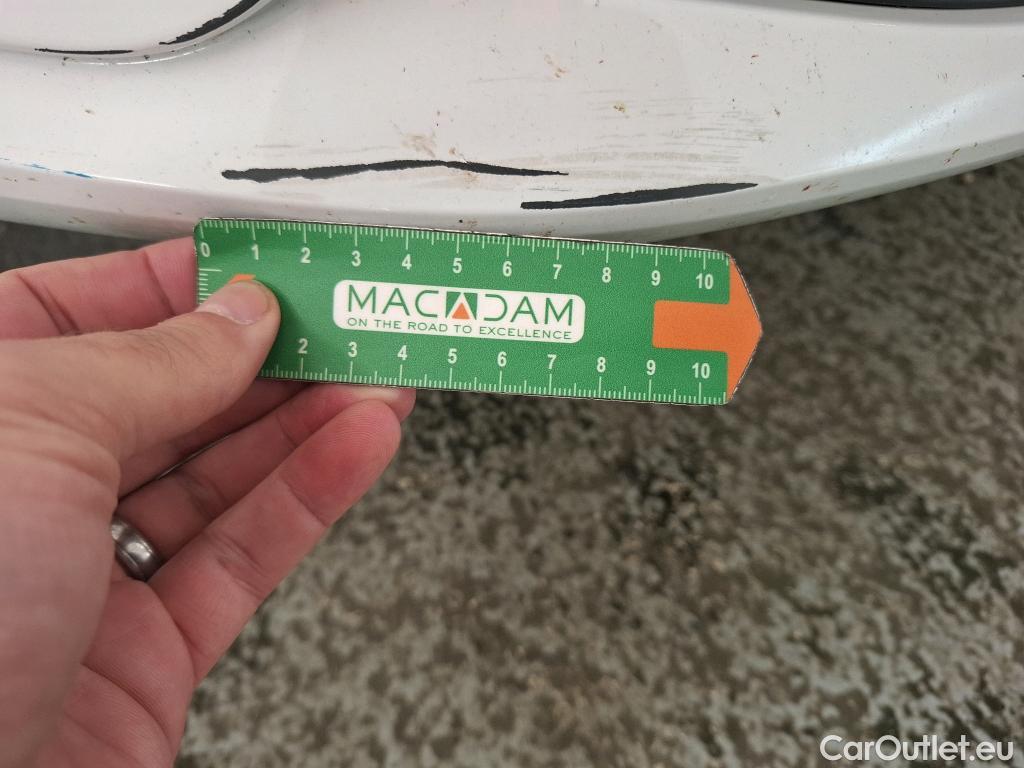 0 1 2 3 4 5 6 7 8 9 10
MACADAM
ON THE ROAD TO EXCELLENCE
2 3 4 5 6 7 8 9 10
CarOutlet.eu